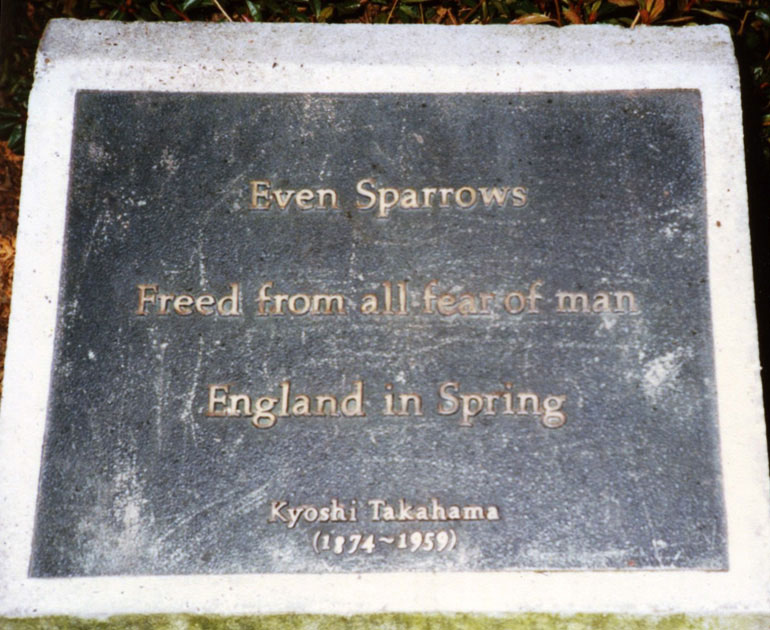 Even Sparrows
Freed from all fear of man
England in Spring
Kyoshi Takahama
(1874~1959)